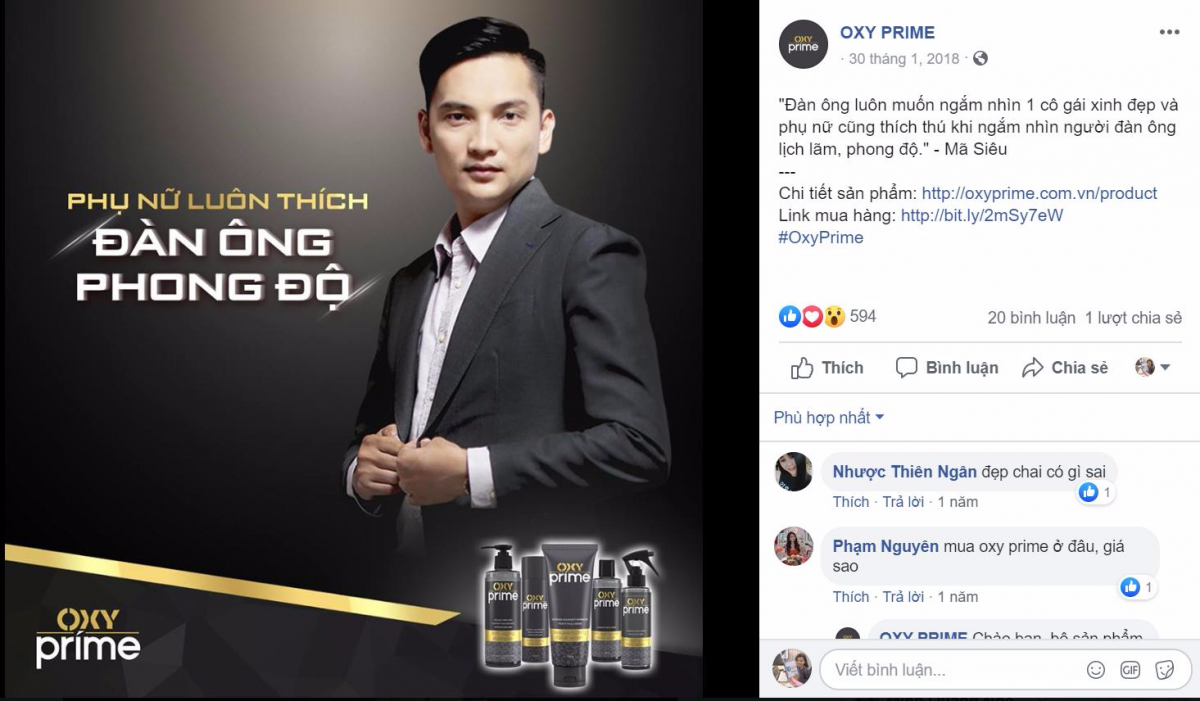 PHỤ NỮ LUÔN THÍCH
ĐÀN ÔNG
PHONG ĐỘ
OXY
prime
OXY
prime
OXY
prime
OXY
prime
OXY
prime
OXY
prime
OXY
prime
OXY PRIME
· 30 tháng 1, 2018 ·
"Đàn ông luôn muốn ngắm nhìn 1 cô gái xinh đẹp và
phụ nữ cũng thích thú khi ngắm nhìn người đàn ông
lịch lãm, phong độ." - Mã Siêu
---
Chi tiết sản phẩm: http://oxyprime.com.vn/product
Link mua hàng: http://bit.ly/2mSy7eW
#OxyPrime
594
20 bình luận 1 lượt chia sẻ
Thích Bình luận Chia sẻ
Phù hợp nhất
Nhược Thiên Ngân đẹp chai có gì sai
1
Thích · Trả lời · 1 năm
Phạm Nguyên mua oxy prime ở đâu, giá
sao
1
Thích · Trả lời · 1 năm
OXY PRIME Chào bạn, bộ sản phẩm
Viết bình luận...
GIF